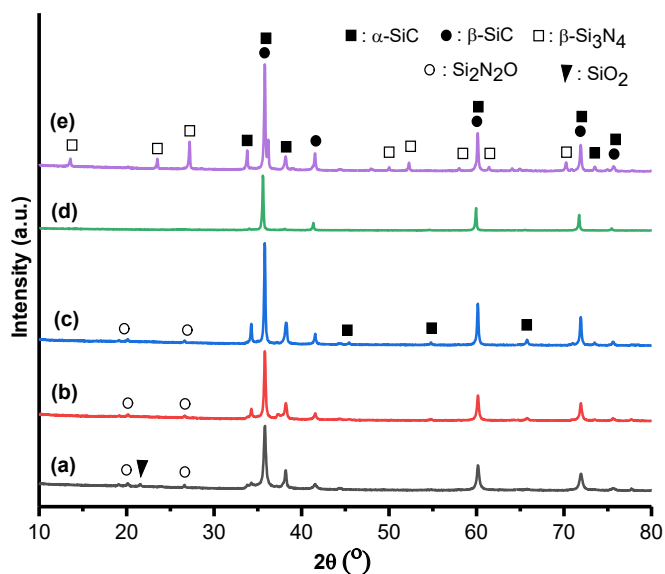 ■ : α-SiC ● : β-SiC □ : β-Si₃N₄
○ : Si₂N₂O ▼ : SiO₂
(e)
(d)
(c)
(b)
(a)
Intensity (a.u.)
10 20 30 40 50 60 70 80
2θ (°)